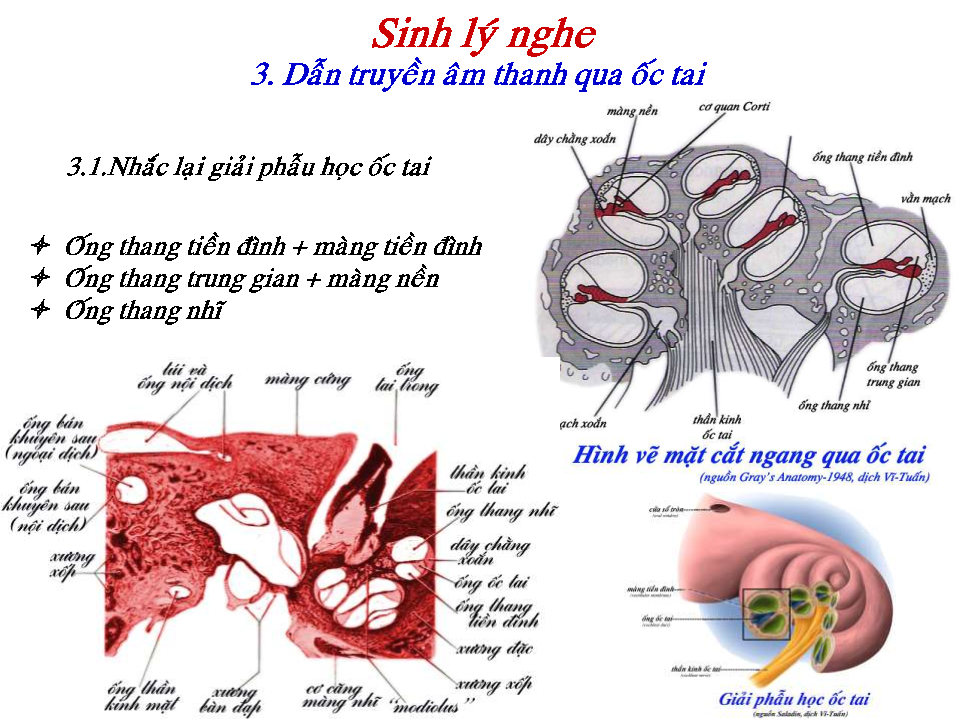 Sinh lý nghe
3. Dẫn truyền âm thanh qua ốc tai
3.1.Nhắc lại giải phẫu học ốc tai
Ống thang tiền đình + màng tiền đình
Ống thang trung gian + màng nền
Ống thang nhĩ
màng nền
cơ quan Corti
dây chằng xoắn
ống thang tiền đình
vằn mạch
ống thang
trung gian
ống thang nhĩ
thần kinh
ốc tai
ạch xoắn
Hình vẽ mặt cắt ngang qua ốc tai
(nguồn Gray's Anatomy-1948, dịch Vĩ-Tuấn)
túi và
ống nội dịch
màng cứng
ống
tai trong
ống bán
khuyên sau
(ngoại dịch)
ống bán
khuyên sau
(nội dịch)
xương
xốp
thần kinh
ốc tai
ống thang nhĩ
dây chằng
xoắn
ống ốc tai
ống thang
tiền đình
xương đặc
xương xốp
ống thần
kinh mặt
xương
bàn đạp
cơ căng
màng nhĩ
"modiolus"
cửa sổ tròn
màng tiền đình
ống ốc tai
thần kinh ốc tai
Giải phẫu học ốc tai
(nguồn Saladin, dịch Vĩ-Tuấn)